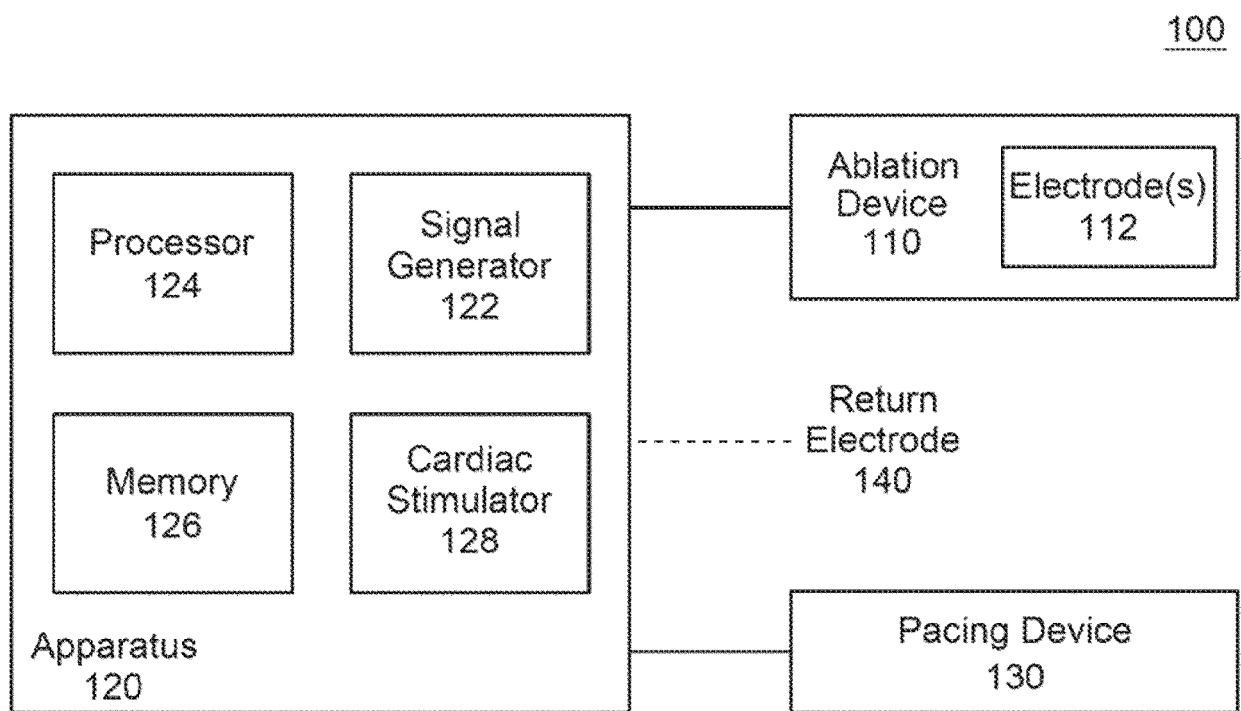 100
Processor
124
Signal
Generator
122
Memory
126
Cardiac
Stimulator
128
Apparatus
120
Ablation
Device
110
Electrode(s)
112
Return
Electrode
140
Pacing Device
130